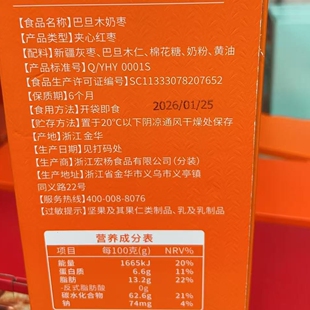 【食品名称】巴旦木奶枣
【产品类型】夹心红枣
【配料】新疆灰枣、巴旦木仁、棉花糖、奶粉、黄油
【产品标准号】Q/YHY 0001S
【食品生产许可证编号】SC11333078207652
【保质期】6个月
【食用方法】开袋即食 2026/01/25
【贮存方法】置于20℃以下阴凉通风干燥处保存
【产地】浙江 金华
【生产日期】见打码处
【生产商】浙江宏杨食品有限公司(分装)
【生产地址】浙江省金华市义乌市义亭镇
同义路22号
【服务热线】400-008-8076
【过敏提示】坚果及其果仁类制品、乳及乳制品
营养成分表
项目 每100克(g) NRV%
能量 1665kJ 20%
蛋白质 6.6g 11%
脂肪 13.2g 22%
-反式脂肪酸 0g
碳水化合物 62.6g 21%
钠 74mg 4%